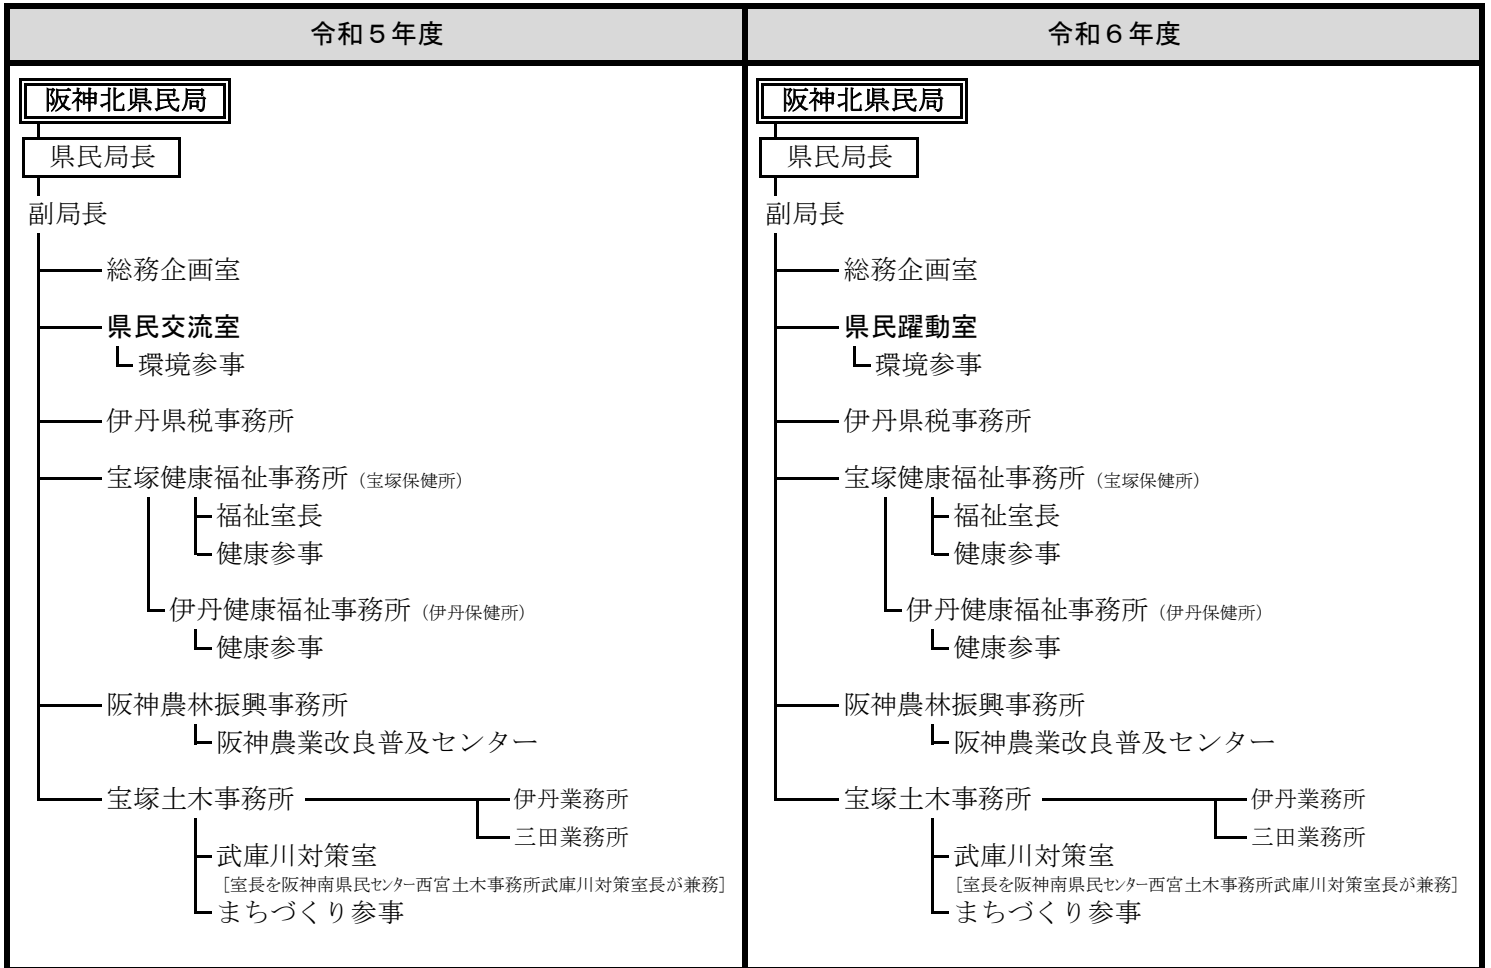 令和５年度
阪神北県民局
県民局長
副局長
総務企画室
県民交流室
環境参事
伊丹県税事務所
宝塚健康福祉事務所（宝塚保健所）
福祉室長
健康参事
伊丹健康福祉事務所（伊丹保健所）
健康参事
阪神農林振興事務所
阪神農業改良普及センター
宝塚土木事務所
伊丹業務所
三田業務所
武庫川対策室
［室長を阪神南県民ｾﾝﾀｰ西宮土木事務所武庫川対策室長が兼務］
まちづくり参事
令和６年度
阪神北県民局
県民局長
副局長
総務企画室
県民躍動室
環境参事
伊丹県税事務所
宝塚健康福祉事務所（宝塚保健所）
福祉室長
健康参事
伊丹健康福祉事務所（伊丹保健所）
健康参事
阪神農林振興事務所
阪神農業改良普及センター
宝塚土木事務所
伊丹業務所
三田業務所
武庫川対策室
［室長を阪神南県民ｾﾝﾀｰ西宮土木事務所武庫川対策室長が兼務］
まちづくり参事